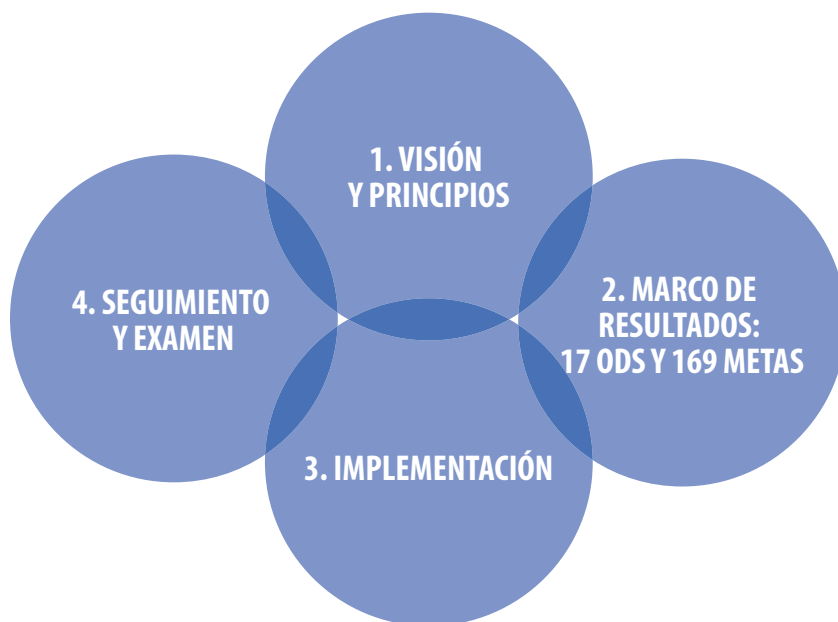 1. VISIÓN
Y PRINCIPIOS
2. MARCO DE
RESULTADOS:
17 ODS Y 169 METAS
3. IMPLEMENTACIÓN
4. SEGUIMIENTO
Y EXAMEN